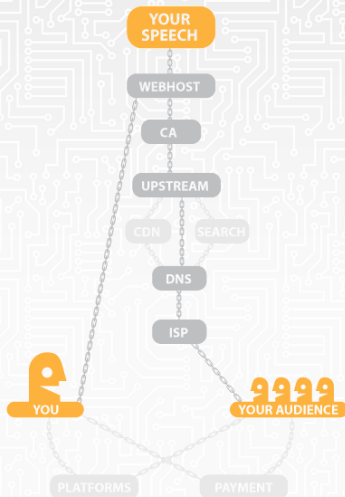 YOUR
SPEECH
WEBHOST
CA
UPSTREAM
CDN
SEARCH
DNS
ISP
YOU
YOUR AUDIENCE
PLATFORMS
PAYMENT